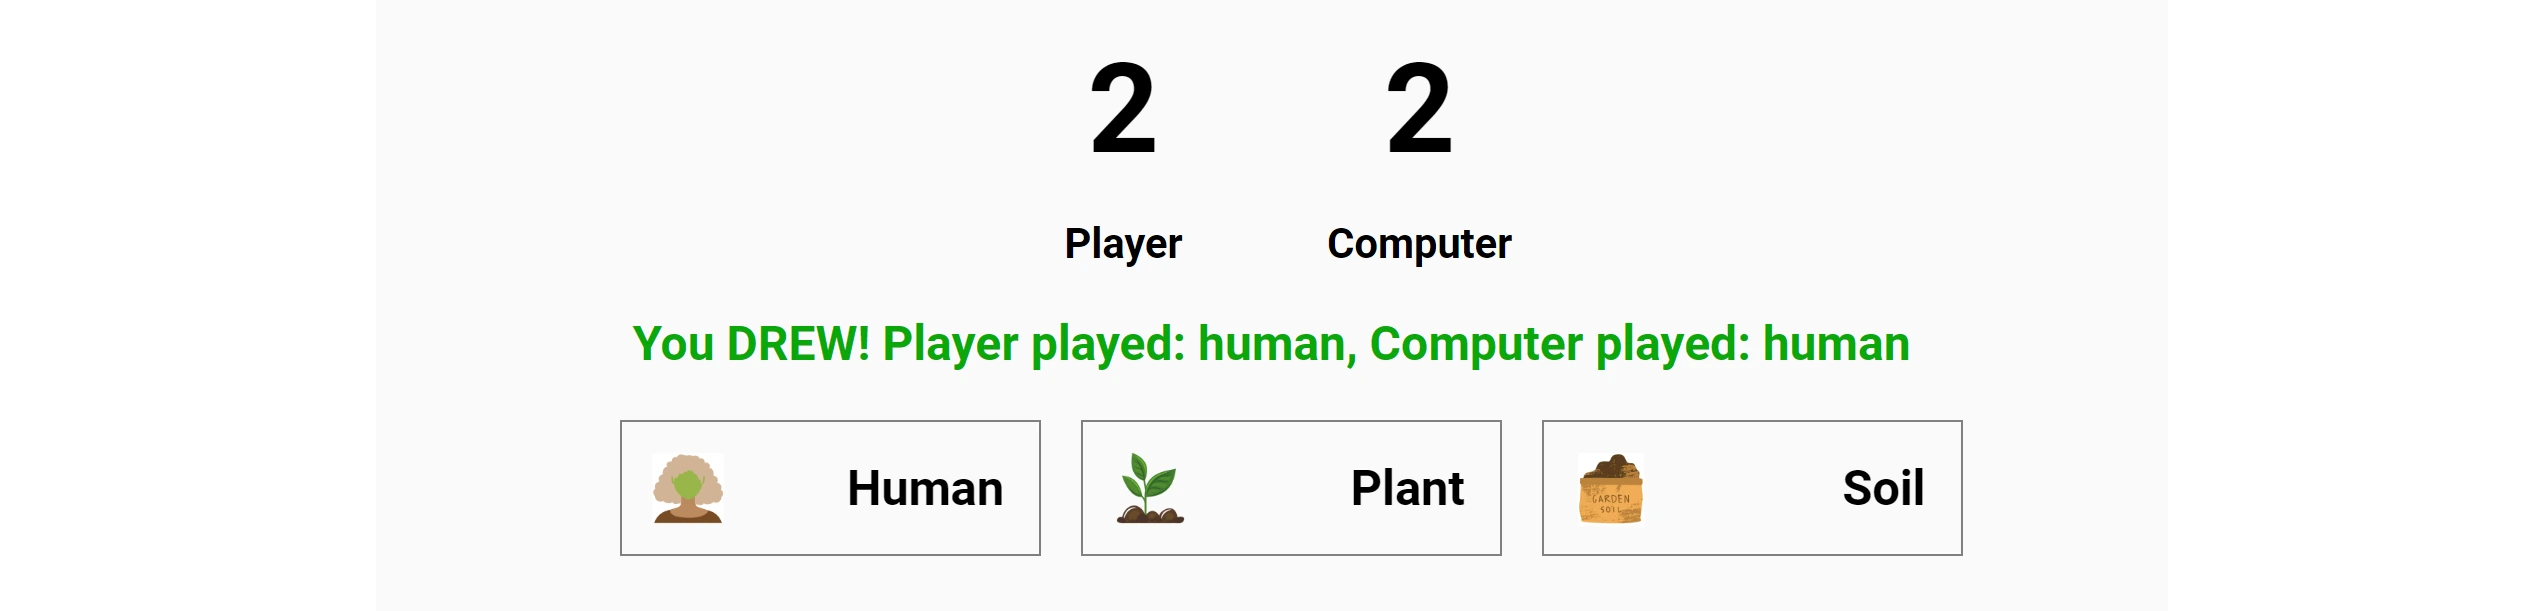 2 2
Player Computer
You DREW! Player played: human, Computer played: human
Human Plant Soil
GARDEN
SOIL